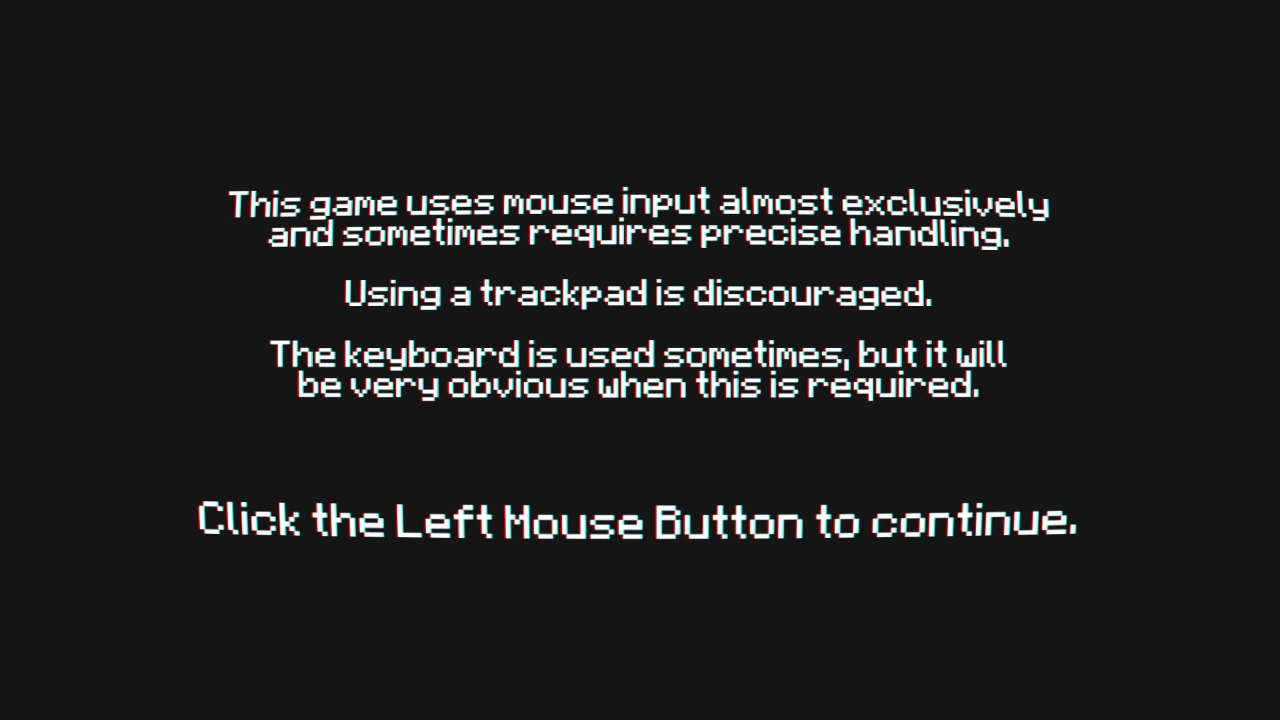 This game uses mouse input almost exclusively
and sometimes requires precise handling.
Using a trackpad is discouraged.
The keyboard is used sometimes, but it will
be very obvious when this is required.
Click the Left Mouse Button to continue.